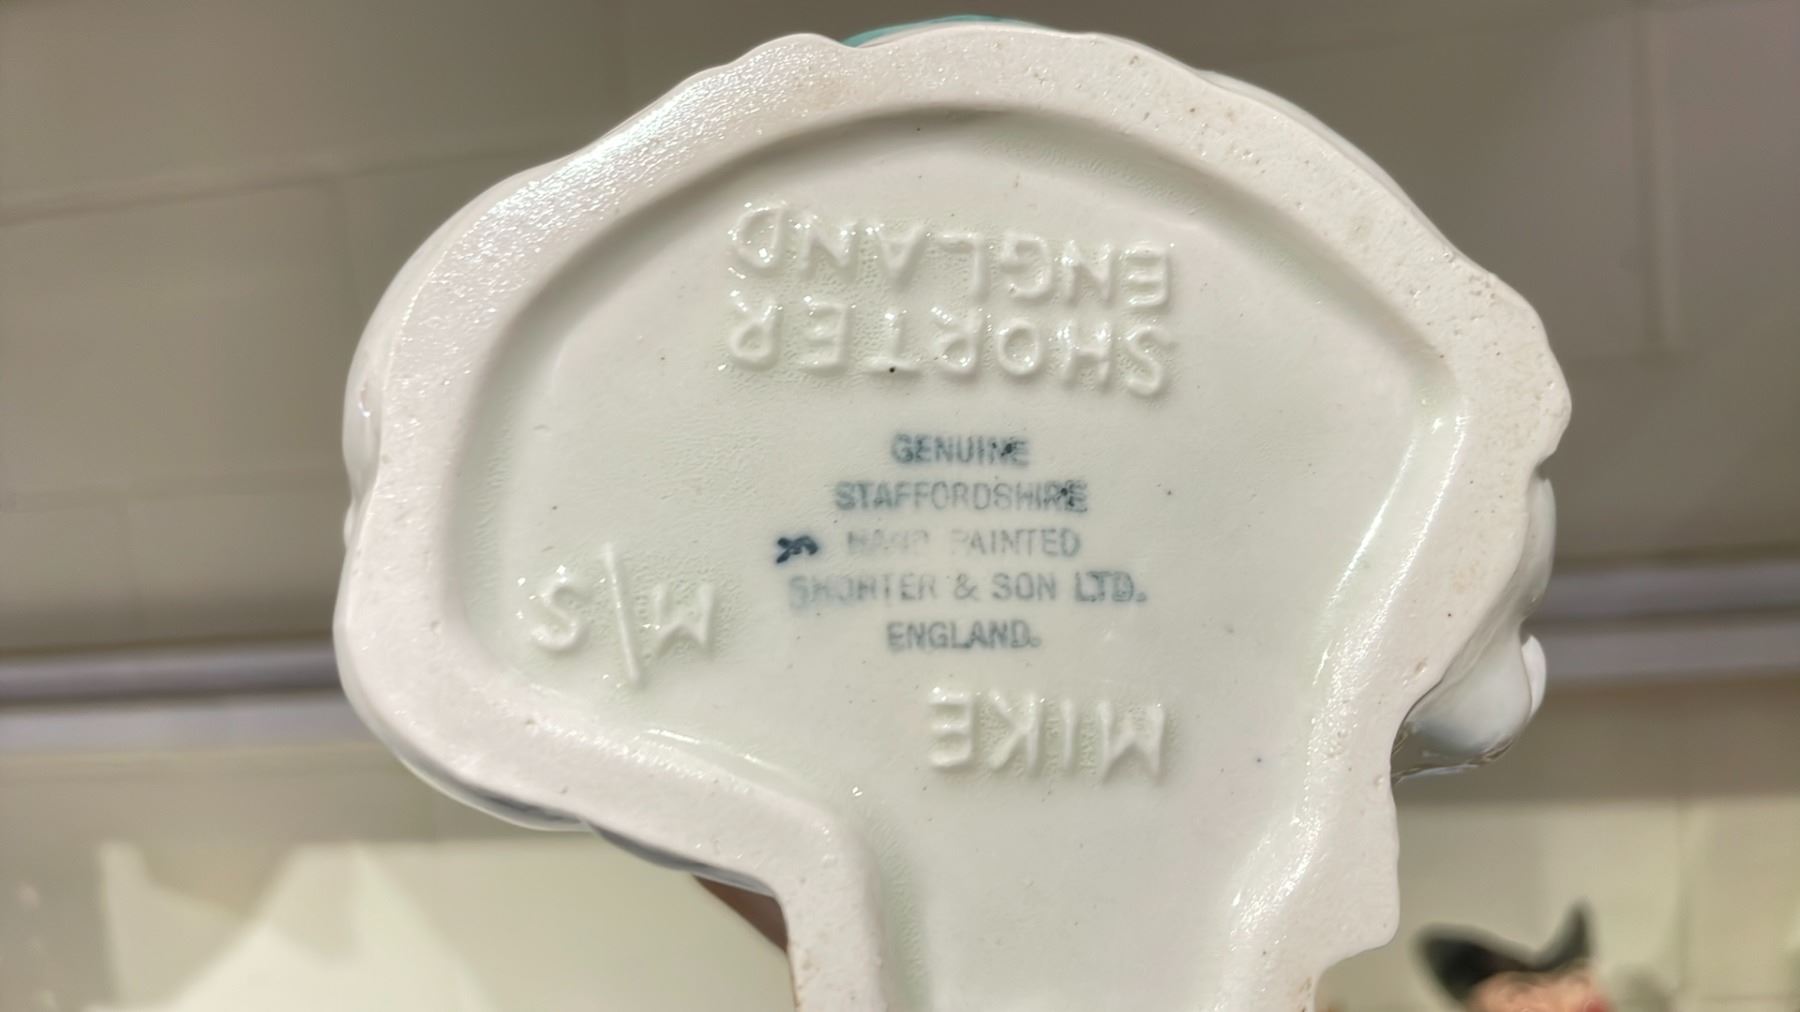 SHORTER
ENGLAND
GENUINE
STAFFORDSHIRE
HAND PAINTED
SHORTER & SON LTD.
ENGLAND.
M/S
MIKE